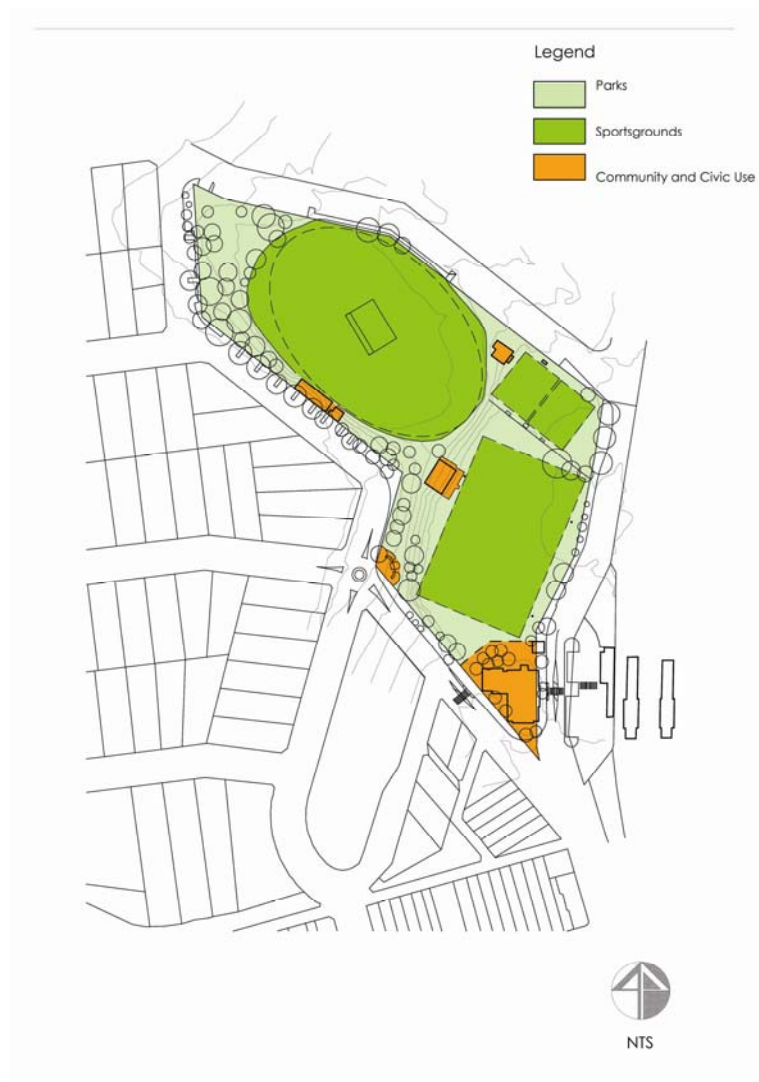 Legend
Parks
Sportsgrounds
Community and Civic Use
NTS